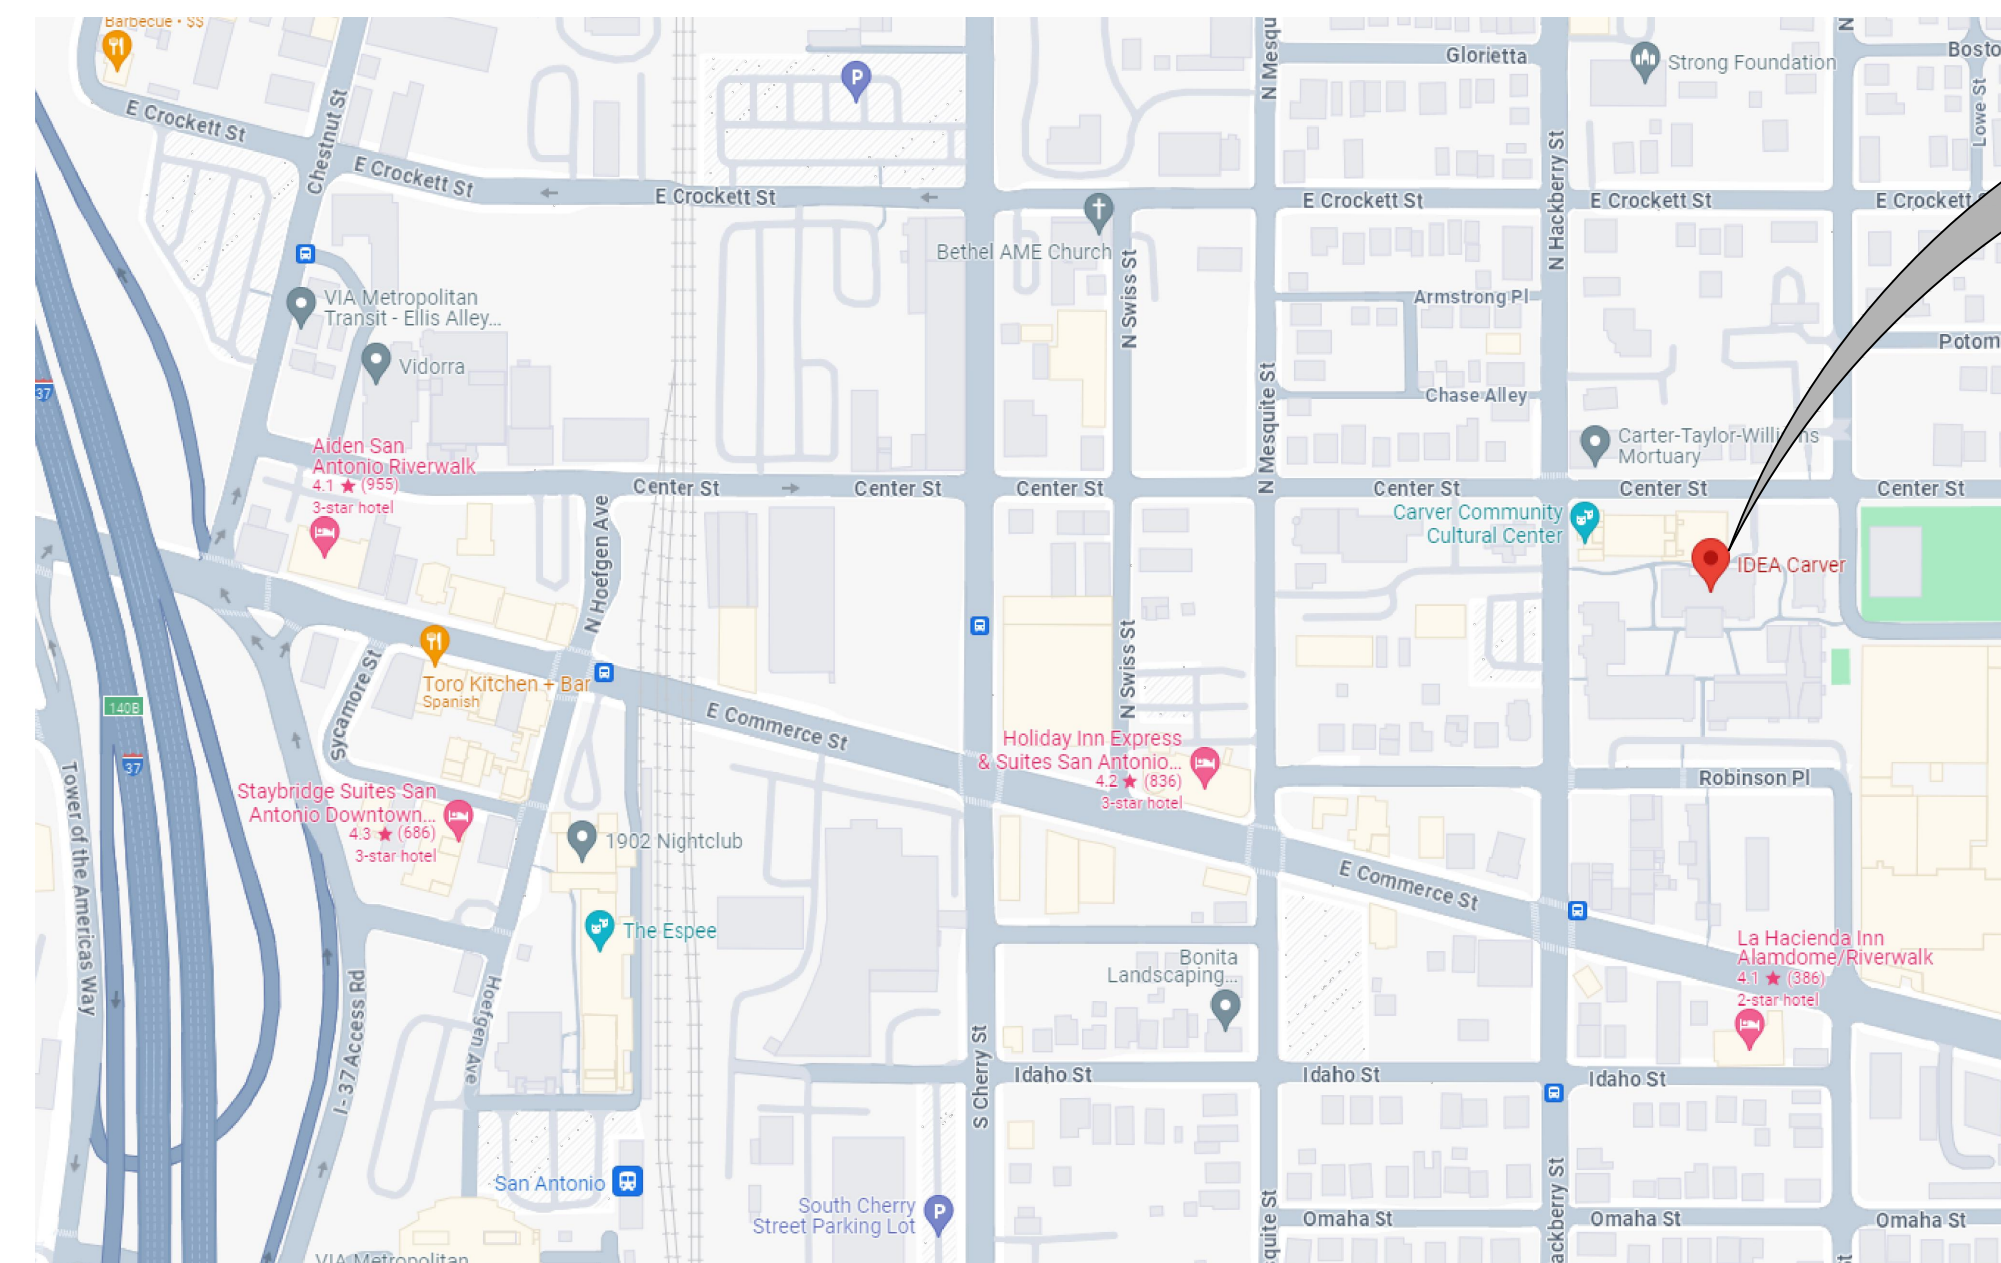 Barbecue • $$
E Crockett St
Chestnut St
E Crockett St
E Crockett St
E Crockett St
E Crockett St
E Crockett S
Glorietta
Strong Foundation
Bosto
Lowe St
N
N Mesqu
N Hackberry St
Bethel AME Church
N Swiss St
Armstrong Pl
Chase Alley
Potom
VIA Metropolitan
Transit - Ellis Alley...
Vidorra
37
N Mesquite St
Carter-Taylor-Williams
Mortuary
Aiden San
Antonio Riverwalk
4.1 ★ (955)
3-star hotel
Center St
Center St
Center St
Center St
Center St
Center St
N Hoefgen Ave
Carver Community
Cultural Center
IDEA Carver
Sycamore St
Toro Kitchen + Bar
Spanish
N Swiss St
140B
37
E Commerce St
Holiday Inn Express
& Suites San Antonio...
4.2 ★ (836)
3-star hotel
Robinson Pl
Tower of the Americas Way
Staybridge Suites San
Antonio Downtown...
4.3 ★ (686)
3-star hotel
1902 Nightclub
E Commerce St
The Espee
La Hacienda Inn
Alamdome/Riverwalk
4.1 ★ (386)
2-star hotel
Bonita
Landscaping...
I-37 Access Rd
Hoefgen Ave
S Cherry St
Idaho St
Idaho St
Idaho St
San Antonio
P
South Cherry
Street Parking Lot
P
quite St
ackberry St
Omaha St
Omaha St
Omaha St
St
VIA Metropolitan